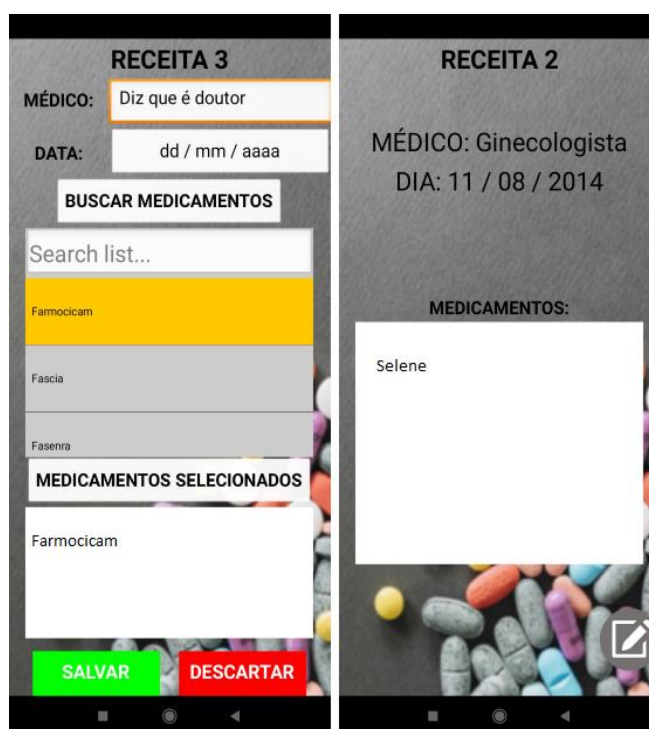 RECEITA 3
MÉDICO: Diz que é doutor
DATA: dd / mm / aaaa
BUSCAR MEDICAMENTOS
Search list...
Farmocicam
Fascia
Fasenra
MEDICAMENTOS SELECIONADOS
Farmocicam
SALVAR DESCARTAR
RECEITA 2
MÉDICO: Ginecologista
DIA: 11 / 08 / 2014
MEDICAMENTOS:
Selene